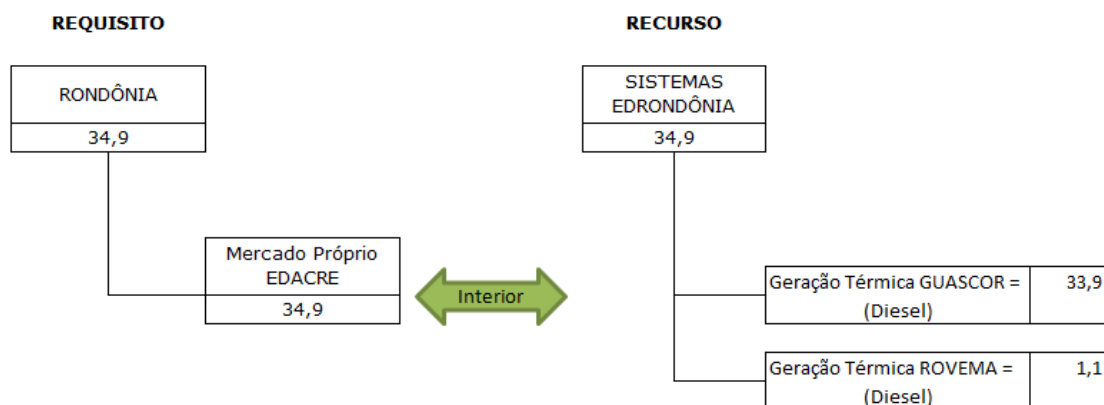 REQUISITO
RECURSO
RONDÔNIA
34,9
SISTEMAS
EDRONDÔNIA
34,9
Mercado Próprio
EDACRE
34,9
Interior
Geração Térmica GUASCOR = 33,9
(Diesel)
Geração Térmica ROVEMA = 1,1
(Diesel)